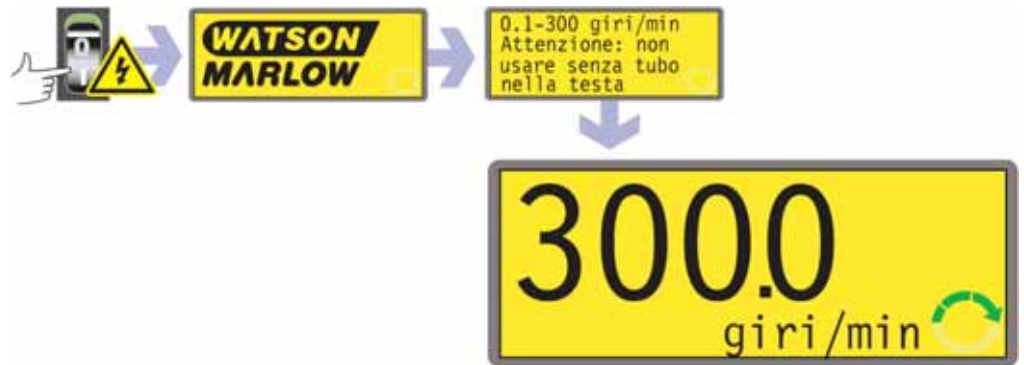 WATSON
MARLOW
0.1-300 giri/min
Attenzione: non
usare senza tubo
nella testa
300.0
giri/min